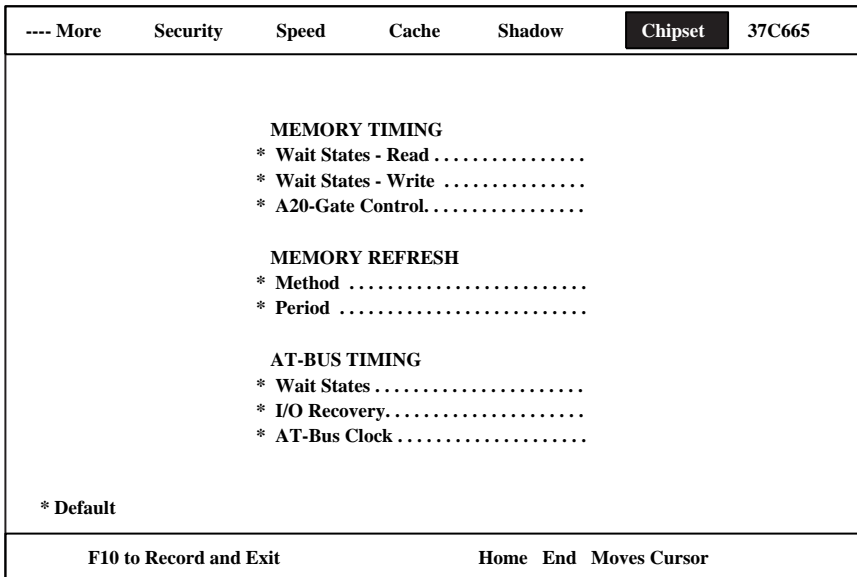 ---- More Security Speed Cache Shadow Chipset 37C665
MEMORY TIMING
* Wait States - Read . . . . . . . . . . . . . . . .
* Wait States - Write . . . . . . . . . . . . . . .
* A20-Gate Control. . . . . . . . . . . . . . . . .
MEMORY REFRESH
* Method . . . . . . . . . . . . . . . . . . . . . . . . .
* Period . . . . . . . . . . . . . . . . . . . . . . . . . .
AT-BUS TIMING
* Wait States . . . . . . . . . . . . . . . . . . . . . .
* I/O Recovery. . . . . . . . . . . . . . . . . . . . .
* AT-Bus Clock . . . . . . . . . . . . . . . . . . . .
* Default
F10 to Record and Exit Home End Moves Cursor